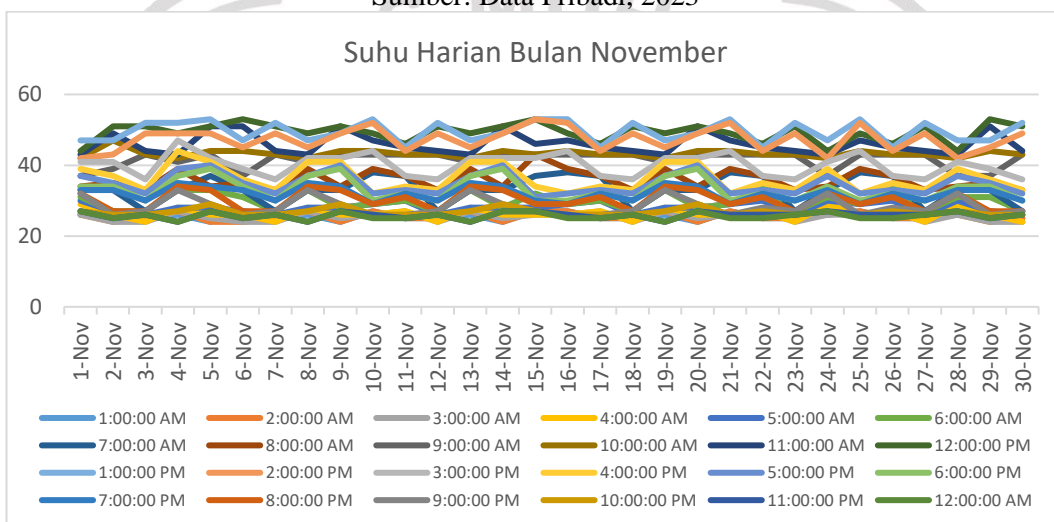 Sumber: Data Pribadi, 2023
Suhu Harian Bulan November
60
40
20
0
1-Nov 2-Nov 3-Nov 4-Nov 5-Nov 6-Nov 7-Nov 8-Nov 9-Nov 10-Nov 11-Nov 12-Nov 13-Nov 14-Nov 15-Nov 16-Nov 17-Nov 18-Nov 19-Nov 20-Nov 21-Nov 22-Nov 23-Nov 24-Nov 25-Nov 26-Nov 27-Nov 28-Nov 29-Nov 30-Nov
1:00:00 AM 2:00:00 AM 3:00:00 AM 4:00:00 AM 5:00:00 AM 6:00:00 AM
7:00:00 AM 8:00:00 AM 9:00:00 AM 10:00:00 AM 11:00:00 AM 12:00:00 PM
1:00:00 PM 2:00:00 PM 3:00:00 PM 4:00:00 PM 5:00:00 PM 6:00:00 PM
7:00:00 PM 8:00:00 PM 9:00:00 PM 10:00:00 PM 11:00:00 PM 12:00:00 AM